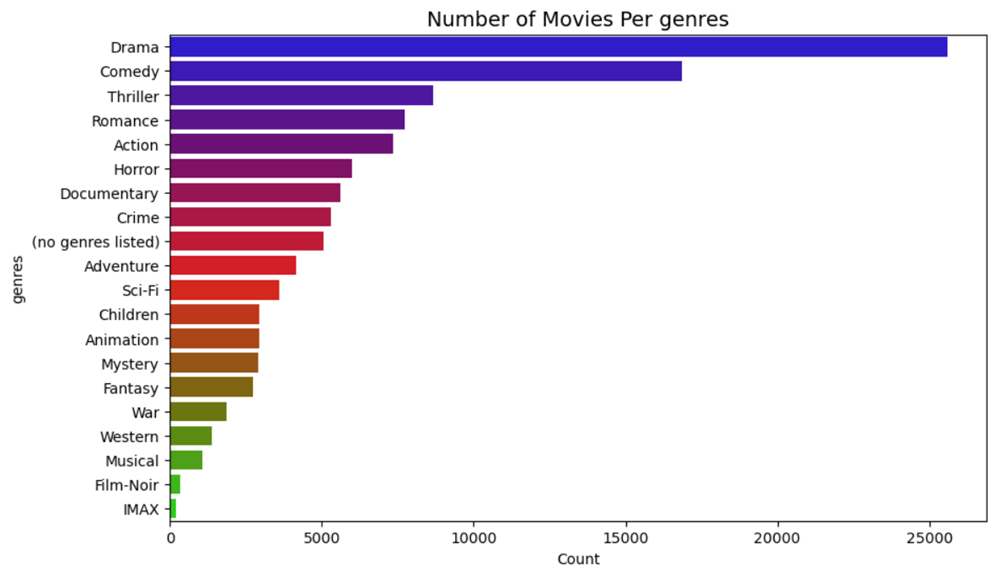 Number of Movies Per genres
genres
Drama
Comedy
Thriller
Romance
Action
Horror
Documentary
Crime
(no genres listed)
Adventure
Sci-Fi
Children
Animation
Mystery
Fantasy
War
Western
Musical
Film-Noir
IMAX
0 5000 10000 15000 20000 25000
Count